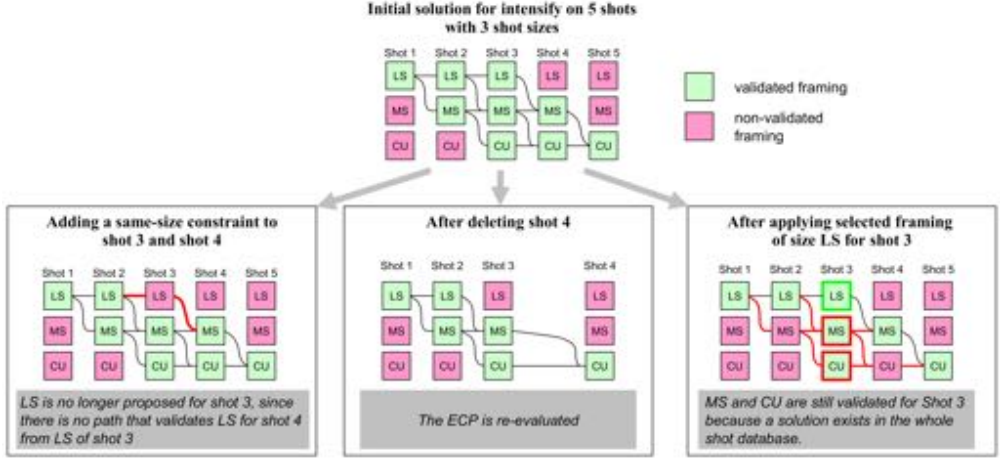 Initial solution for intensify on 5 shots
with 3 shot sizes
Shot 1 Shot 2 Shot 3 Shot 4 Shot 5
LS LS LS LS LS
MS MS MS MS MS
CU CU CU CU CU
validated framing
non-validated
framing
Adding a same-size constraint to
shot 3 and shot 4
Shot 1 Shot 2 Shot 3 Shot 4 Shot 5
LS LS LS LS LS
MS MS MS MS MS
CU CU CU CU CU
LS is no longer proposed for shot 3, since
there is no path that validates LS for shot 4
from LS of shot 3
After deleting shot 4
Shot 1 Shot 2 Shot 3 Shot 4
LS LS LS LS
MS MS MS MS
CU CU CU CU
The ECP is re-evaluated
After applying selected framing
of size LS for shot 3
Shot 1 Shot 2 Shot 3 Shot 4 Shot 5
LS LS LS LS LS
MS MS MS MS MS
CU CU CU CU CU
MS and CU are still validated for Shot 3
because a solution exists in the whole
shot database.